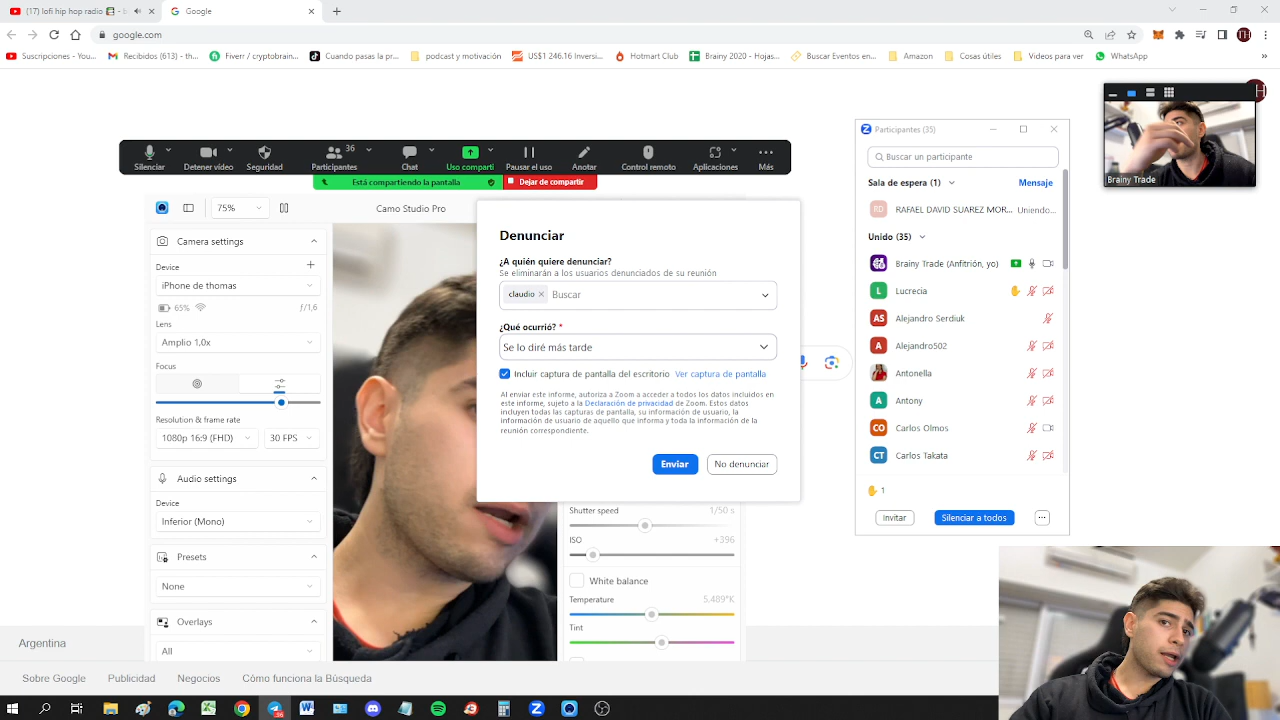 (17) lofi hip hop radio
Google
google.com
Suscripciones - You...
Recibidos (613) - th...
Fiverr / cryptobrain...
Cuando pasas la pr...
podcast y motivación
US$1 246.16 Inversi...
Hotmart Club
Brainy 2020 - Hojas...
Buscar Eventos en...
Amazon
Cosas útiles
Videos para ver
WhatsApp
Silenciar
Detener video
Seguridad
Participantes
36
Chat
Uso comparti
Pausa el uso
Anotar
Control remoto
Aplicaciones
Más
Está compartiendo la pantalla
Dejar de compartir
75%
Camo Studio Pro
Camera settings
Device
iPhone de thomas
65%
ƒ/1,6
Lens
Amplio 1,0x
Focus
Resolution & frame rate
1080p 16:9 (FHD)
30 FPS
Audio settings
Device
Inferior (Mono)
Presets
None
Overlays
All
Denunciar
¿A quién quiere denunciar?
Se eliminarán a los usuarios denunciados de su reunión
claudio
Buscar
¿Qué ocurrió? *
Se lo diré más tarde
Incluir captura de pantalla del escritorio
Ver captura de pantalla
Al enviar este informe, autoriza a Zoom a acceder a todos los datos incluidos en
este informe, sujeto a la Declaración de privacidad de Zoom. Estos datos
incluyen todas las capturas de pantalla, su información de usuario, la
información de usuario de aquello que informa y toda la información de la
reunión correspondiente.
Enviar
No denunciar
Shutter speed
1/50 s
ISO
+396
White balance
Temperature
5.489°K
Tint
Participantes (35)
Buscar un participante
Sala de espera (1)
Mensaje
RD
RAFAEL DAVID SUAREZ MOR...
Uniendo...
Unido (35)
Brainy Trade (Anfitrión, yo)
L
Lucrecia
AS
Alejandro Serdiuk
A
Alejandro502
Antonella
A
Antony
CO
Carlos Olmos
CT
Carlos Takata
1
Invitar
Silenciar a todos
Brainy Trade
Argentina
Sobre Google
Publicidad
Negocios
Cómo funciona la Búsqueda